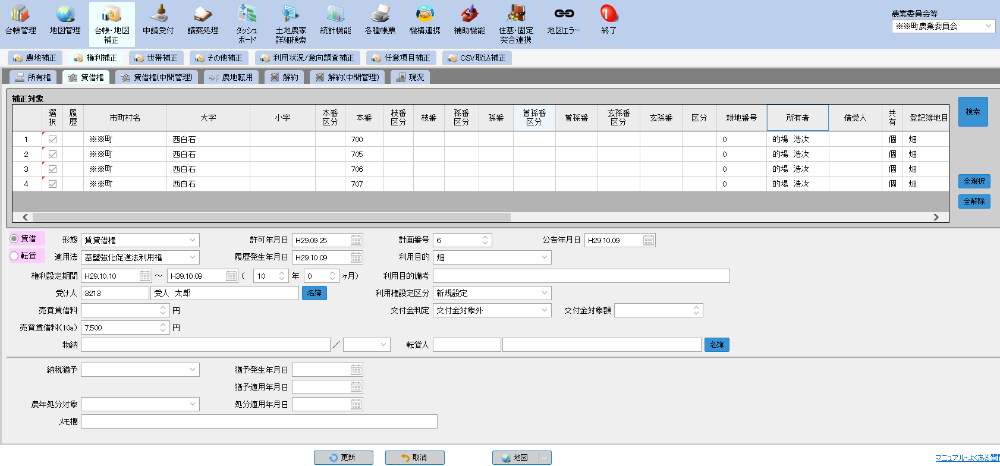 台帳管理 地図管理 台帳・地図補正 申請受付 議案処理 ダッシュボード 土地農家詳細検索 統計機能 各種帳票 機構連携 補助機能 住基・固定突合連携 地図エラー 終了
農業委員会等
※※町農業委員会
農地補正 権利補正 世帯補正 その他補正 利用状況/意向調査補正 任意項目補正 CSV取込補正
所有権 貸借権 貸借権(中間管理) 農地転用 解約 解約(中間管理) 現況
補正対象
選択 履歴 市町村名 大字 小字 本番区分 本番 枝番区分 枝番 孫番区分 孫番 曽孫番区分 曽孫番 玄孫番区分 玄孫番 区分 耕地番号 所有者 借受人 共有 登記簿地目
1 ※※町 西白石 700 0 的場 浩次 個 畑
2 ※※町 西白石 705 0 的場 浩次 個 畑
3 ※※町 西白石 706 0 的場 浩次 個 畑
4 ※※町 西白石 707 0 的場 浩次 個 畑
検索
全選択
全解除
貸借 形態 賃貸借権 許可年月日 H29.09.25 計画番号 6 公告年月日 H29.10.09
転貸 適用法 基盤強化促進法利用権 履歴発生年月日 H29.10.09 利用目的 畑
権利設定期間 H29.10.10 ～ H39.10.09 ( 10 年 0 ヶ月) 利用目的備考
受け人 3213 受人 太郎 名簿 利用権設定区分 新規設定
売買賃借料 円 交付金判定 交付金対象外 交付金対象額
売買賃借料(10a) 7,500 円
物納 ／ 転貸人 名簿
納税猶予 猶予発生年月日
猶予適用年月日
農年処分対象 処分適用年月日
メモ欄
更新 取消 地図 マニュアル・よくある質問